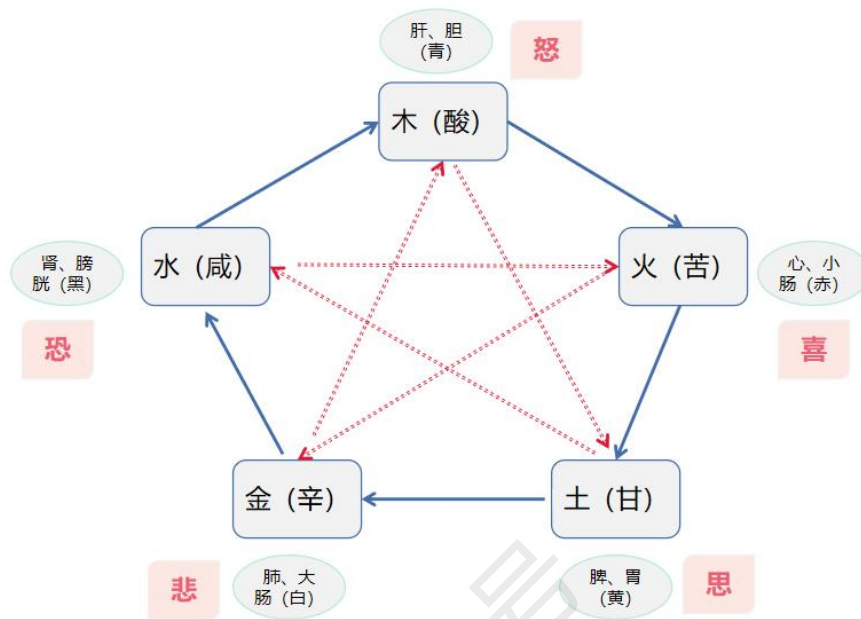 肝、胆
(青)
怒
木（酸）
水（咸）
火（苦）
肾、膀
胱（黑）
心、小
肠（赤）
恐
喜
金（辛）
土（甘）
悲
肺、大
肠（白）
脾、胃
(黄)
思